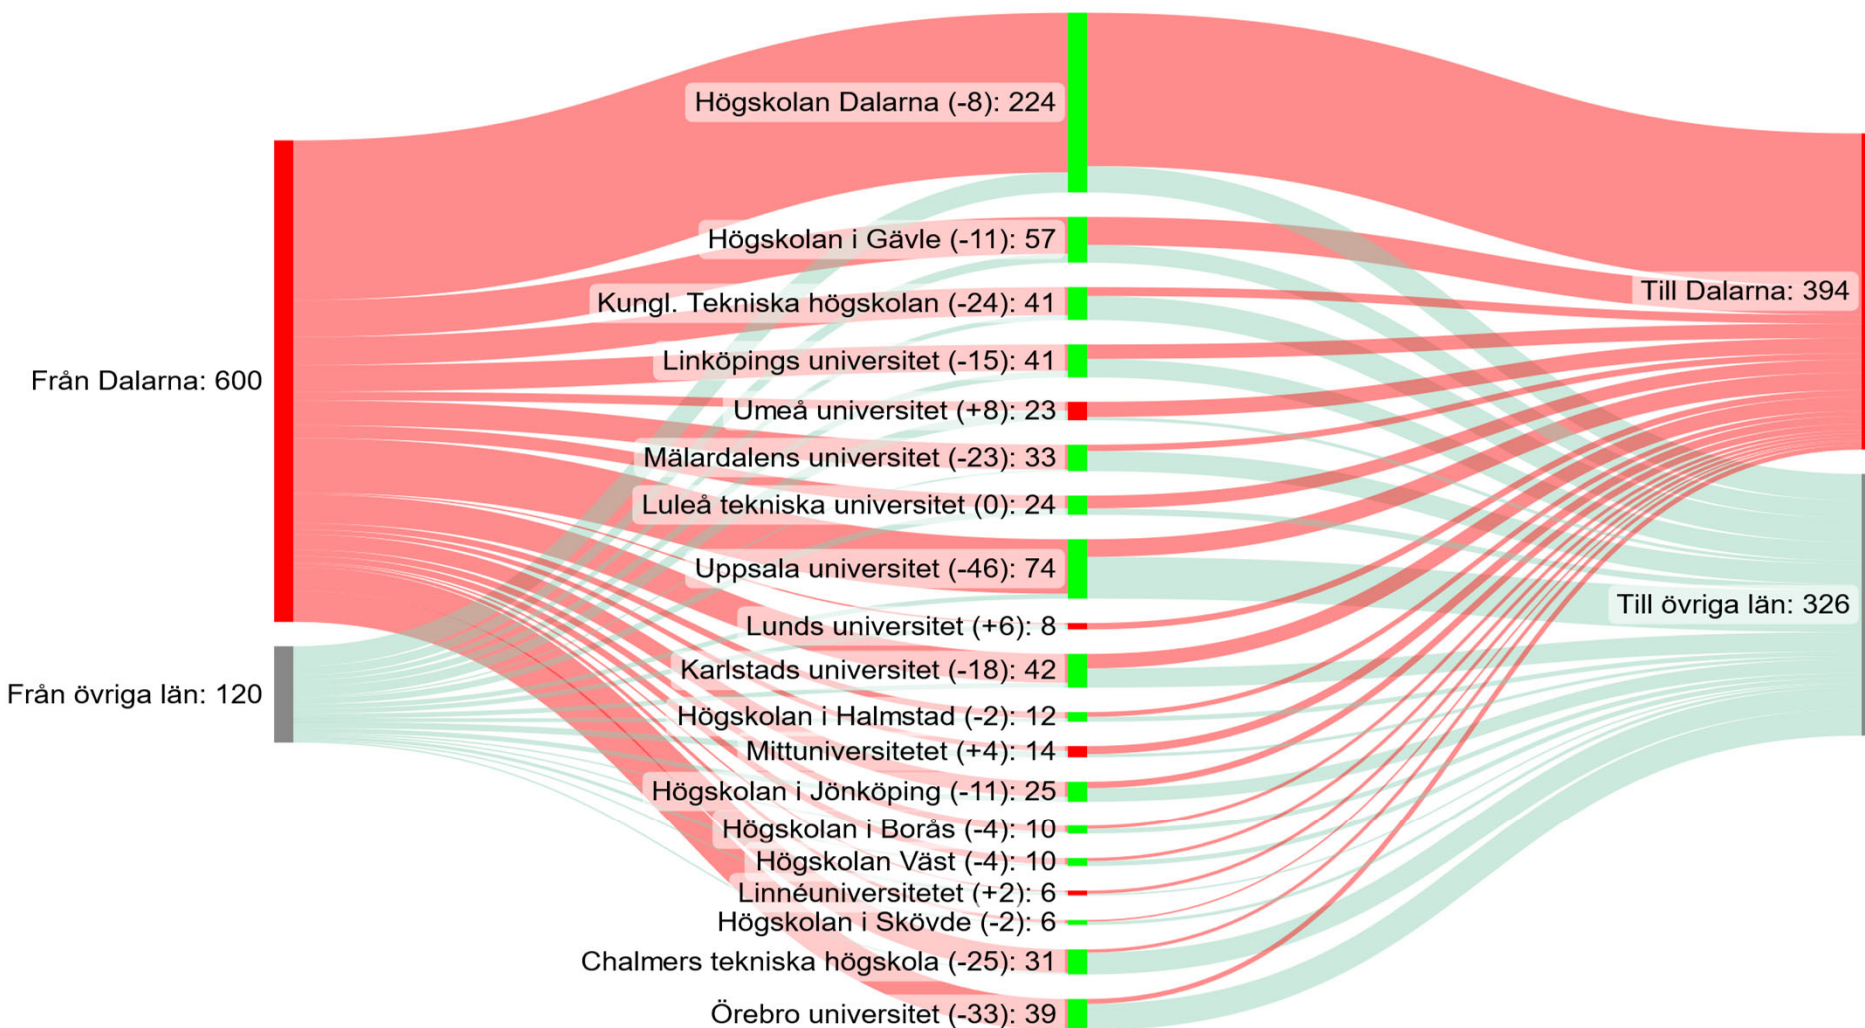 Högskolan Dalarna (-8): 224
Högskolan i Gävle (-11): 57
Kungl. Tekniska högskolan (-24): 41
Till Dalarna: 394
Linköpings universitet (-15): 41
Från Dalarna: 600
Umeå universitet (+8): 23
Mälardalens universitet (-23): 33
Luleå tekniska universitet (0): 24
Uppsala universitet (-46): 74
Till övriga län: 326
Lunds universitet (+6): 8
Karlstads universitet (-18): 42
Från övriga län: 120
Högskolan i Halmstad (-2): 12
Mittuniversitetet (+4): 14
Högskolan i Jönköping (-11): 25
Högskolan i Borås (-4): 10
Högskolan Väst (-4): 10
Linnéuniversitetet (+2): 6
Högskolan i Skövde (-2): 6
Chalmers tekniska högskola (-25): 31
Örebro universitet (-33): 39